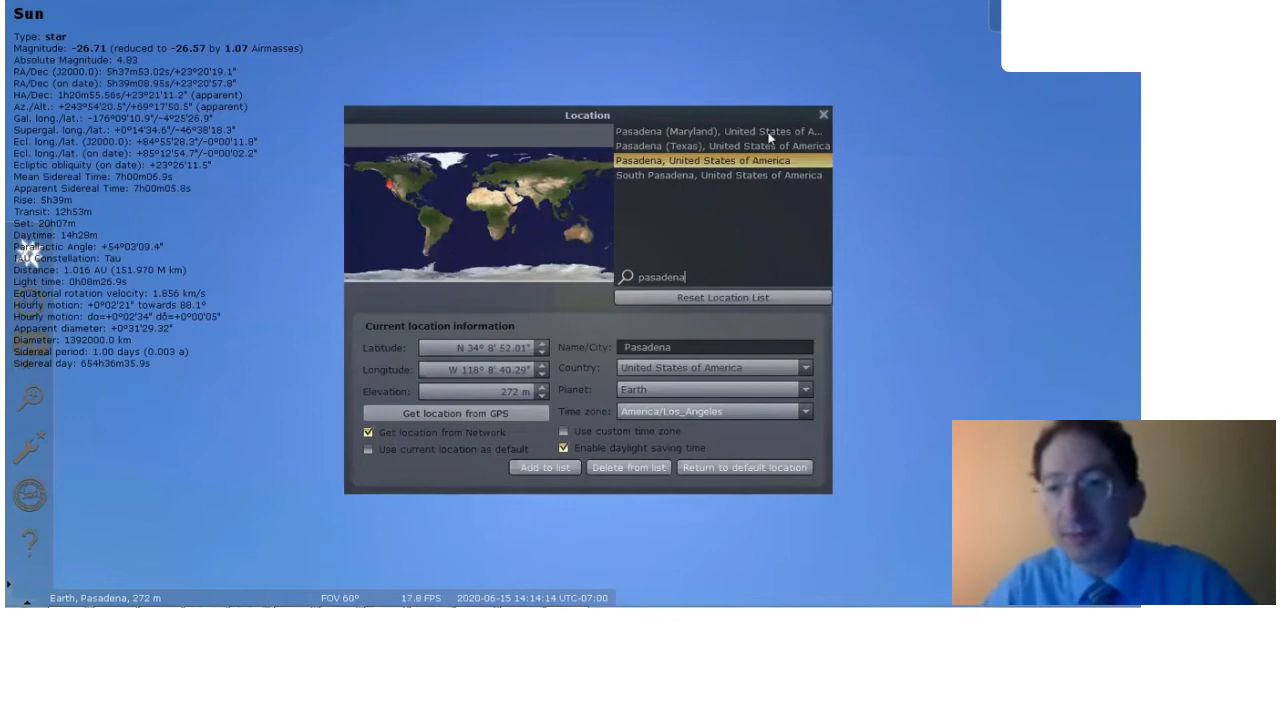 Sun
Type: star
Magnitude: -26.71 (reduced to -26.57 by 1.07 Airmasses)
Absolute Magnitude: 4.83
RA/Dec (J2000.0): 5h37m53.02s/+23°20'19.1"
RA/Dec (on date): 5h39m08.95s/+23°20'57.8"
HA/Dec: 1h20m55.56s/+23°21'11.2" (apparent)
Az./Alt.: +243°54'20.5"/+69°17'50.5" (apparent)
Gal. long./lat.: -176°09'10.9"/-4°25'26.9"
Supergal. long./lat.: +0°14'34.6"/-46°38'18.3"
Ecl. long./lat. (J2000.0): +84°55'28.3"/-0°00'11.8"
Ecl. long./lat. (on date): +85°12'54.7"/-0°00'02.2"
Ecliptic obliquity (on date): +23°26'11.5"
Mean Sidereal Time: 7h00m06.9s
Apparent Sidereal Time: 7h00m05.8s
Rise: 5h39m
Transit: 12h53m
Set: 20h07m
Daytime: 14h28m
Parallactic Angle: +54°03'09.4"
IAU Constellation: Tau
Distance: 1.016 AU (151.970 M km)
Light time: 0h08m26.9s
Equatorial rotation velocity: 1.856 km/s
Hourly motion: +0°02'21" towards 88.1°
Hourly motion: dα=+0°02'34" dδ=+0°00'05"
Apparent diameter: +0°31'29.32"
Diameter: 1392000.0 km
Sidereal period: 1.00 days (0.003 a)
Sidereal day: 654h36m35.9s
Location
Pasadena (Maryland), United States of A...
Pasadena (Texas), United States of America
Pasadena, United States of America
South Pasadena, United States of America
pasadena
Reset Location List
Current location information
Latitude: N 34° 8' 52.01"
Name/City: Pasadena
Longitude: W 118° 8' 40.29"
Country: United States of America
Elevation: 272 m
Planet: Earth
Get location from GPS
Time zone: America/Los_Angeles
Get location from Network
Use custom time zone
Use current location as default
Enable daylight saving time
Add to list
Delete from list
Return to default location
Earth, Pasadena, 272 m
FOV 60°
17.8 FPS
2020-06-15 14:14:14 UTC-07:00